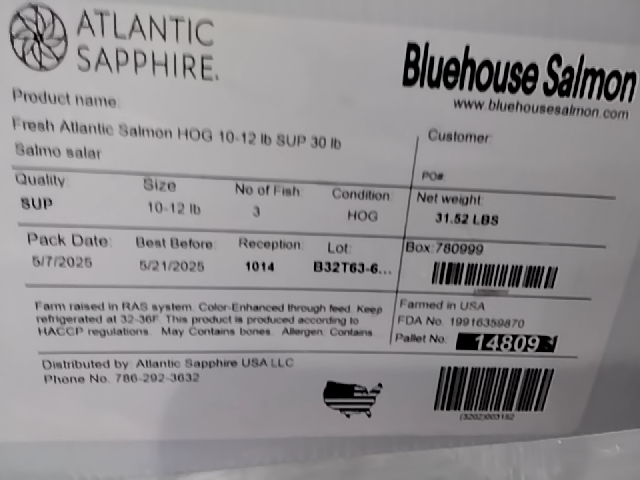 ATLANTIC
SAPPHIRE.
Bluehouse Salmon
www.bluehousesalmon.com
Product name:
Fresh Atlantic Salmon HOG 10-12 lb SUP 30 lb
Salmo salar
Customer:
PO#:
Quality: Size No of Fish: Condition:
SUP 10-12 lb 3 HOG
Net weight:
31.52 LBS
Pack Date: Best Before: Reception: Lot:
5/7/2025 5/21/2025 1014 B32T63-6...
Box:780999
Farm raised in RAS system. Color-Enhanced through feed. Keep
refrigerated at 32-36F. This product is produced according to
HACCP regulations. May Contains bones. Allergen: Contains
Farmed in USA
FDA No. 19916359870
Pallet No. 14809
Distributed by: Atlantic Sapphire USA LLC
Phone No. 786-292-3632
(3202)003152